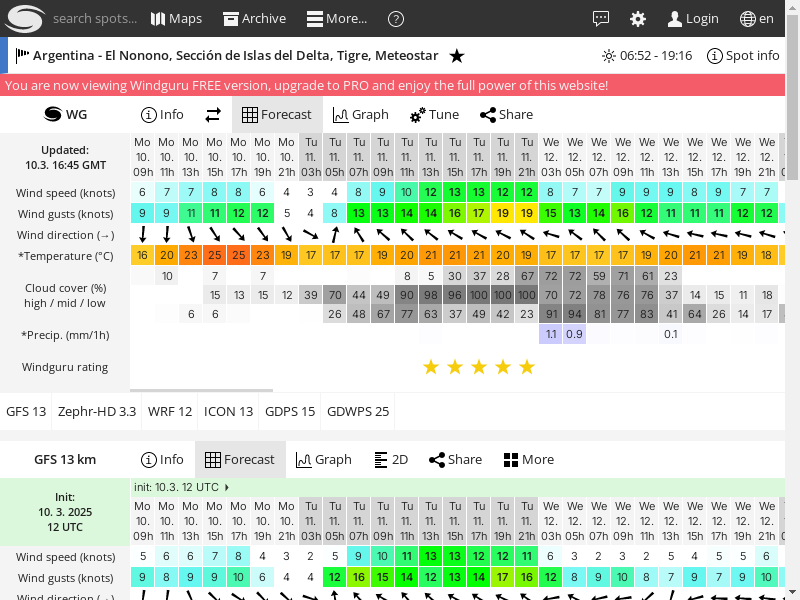 search spots... Maps Archive More... ? Login en
Argentina - El Nonono, Sección de Islas del Delta, Tigre, Meteostar ★ 06:52 - 19:16 Spot info
You are now viewing Windguru FREE version, upgrade to PRO and enjoy the full power of this website!
WG Info Forecast Graph Tune Share
Updated:
10.3. 16:45 GMT
Mo Mo Mo Mo Mo Mo Mo Tu Tu Tu Tu Tu Tu Tu Tu Tu Tu We We We We We We We We We We
10. 10. 10. 10. 10. 10. 10. 11. 11. 11. 11. 11. 11. 11. 11. 11. 11. 12. 12. 12. 12. 12. 12. 12. 12. 12. 12.
09h 11h 13h 15h 17h 19h 21h 03h 05h 07h 09h 11h 13h 15h 17h 19h 21h 03h 05h 07h 09h 11h 13h 15h 17h 19h 21h
Wind speed (knots) 6 7 7 8 8 6 4 3 4 8 9 10 12 13 13 12 12 8 7 7 9 9 9 8 9 7 7
Wind gusts (knots) 9 9 11 11 12 12 5 4 8 13 13 14 14 16 17 19 19 15 13 14 16 12 11 11 11 12 12
Wind direction (→)
*Temperature (°C) 16 20 23 25 25 23 19 17 17 17 19 20 21 21 21 20 19 17 17 17 17 19 20 21 21 19 18
Cloud cover (%)
high / mid / low
10 7 7 8 5 30 37 28 67 72 72 59 71 61 23
15 13 15 12 39 70 44 49 90 98 96 100 100 100 70 72 78 76 76 37 14 15 11 18
6 6 26 48 67 77 63 37 49 42 23 91 94 81 77 83 41 64 26 14 17
*Precip. (mm/1h) 1.1 0.9 0.1
Windguru rating ★ ★ ★ ★ ★
GFS 13 Zephr-HD 3.3 WRF 12 ICON 13 GDPS 15 GDWPS 25
GFS 13 km Info Forecast Graph 2D Share More
Init:
10. 3. 2025
12 UTC
init: 10.3. 12 UTC
Mo Mo Mo Mo Mo Mo Mo Tu Tu Tu Tu Tu Tu Tu Tu Tu Tu We We We We We We We We We We
10. 10. 10. 10. 10. 10. 10. 11. 11. 11. 11. 11. 11. 11. 11. 11. 11. 12. 12. 12. 12. 12. 12. 12. 12. 12. 12.
09h 11h 13h 15h 17h 19h 21h 03h 05h 07h 09h 11h 13h 15h 17h 19h 21h 03h 05h 07h 09h 11h 13h 15h 17h 19h 21h
Wind speed (knots) 5 6 6 7 8 4 3 2 5 9 10 11 13 13 12 12 11 6 3 2 3 2 5 4 5 5 6
Wind gusts (knots) 9 8 9 9 10 6 4 4 12 16 15 14 12 13 14 17 16 12 8 9 10 8 7 9 7 9 10
Wind direction (→)